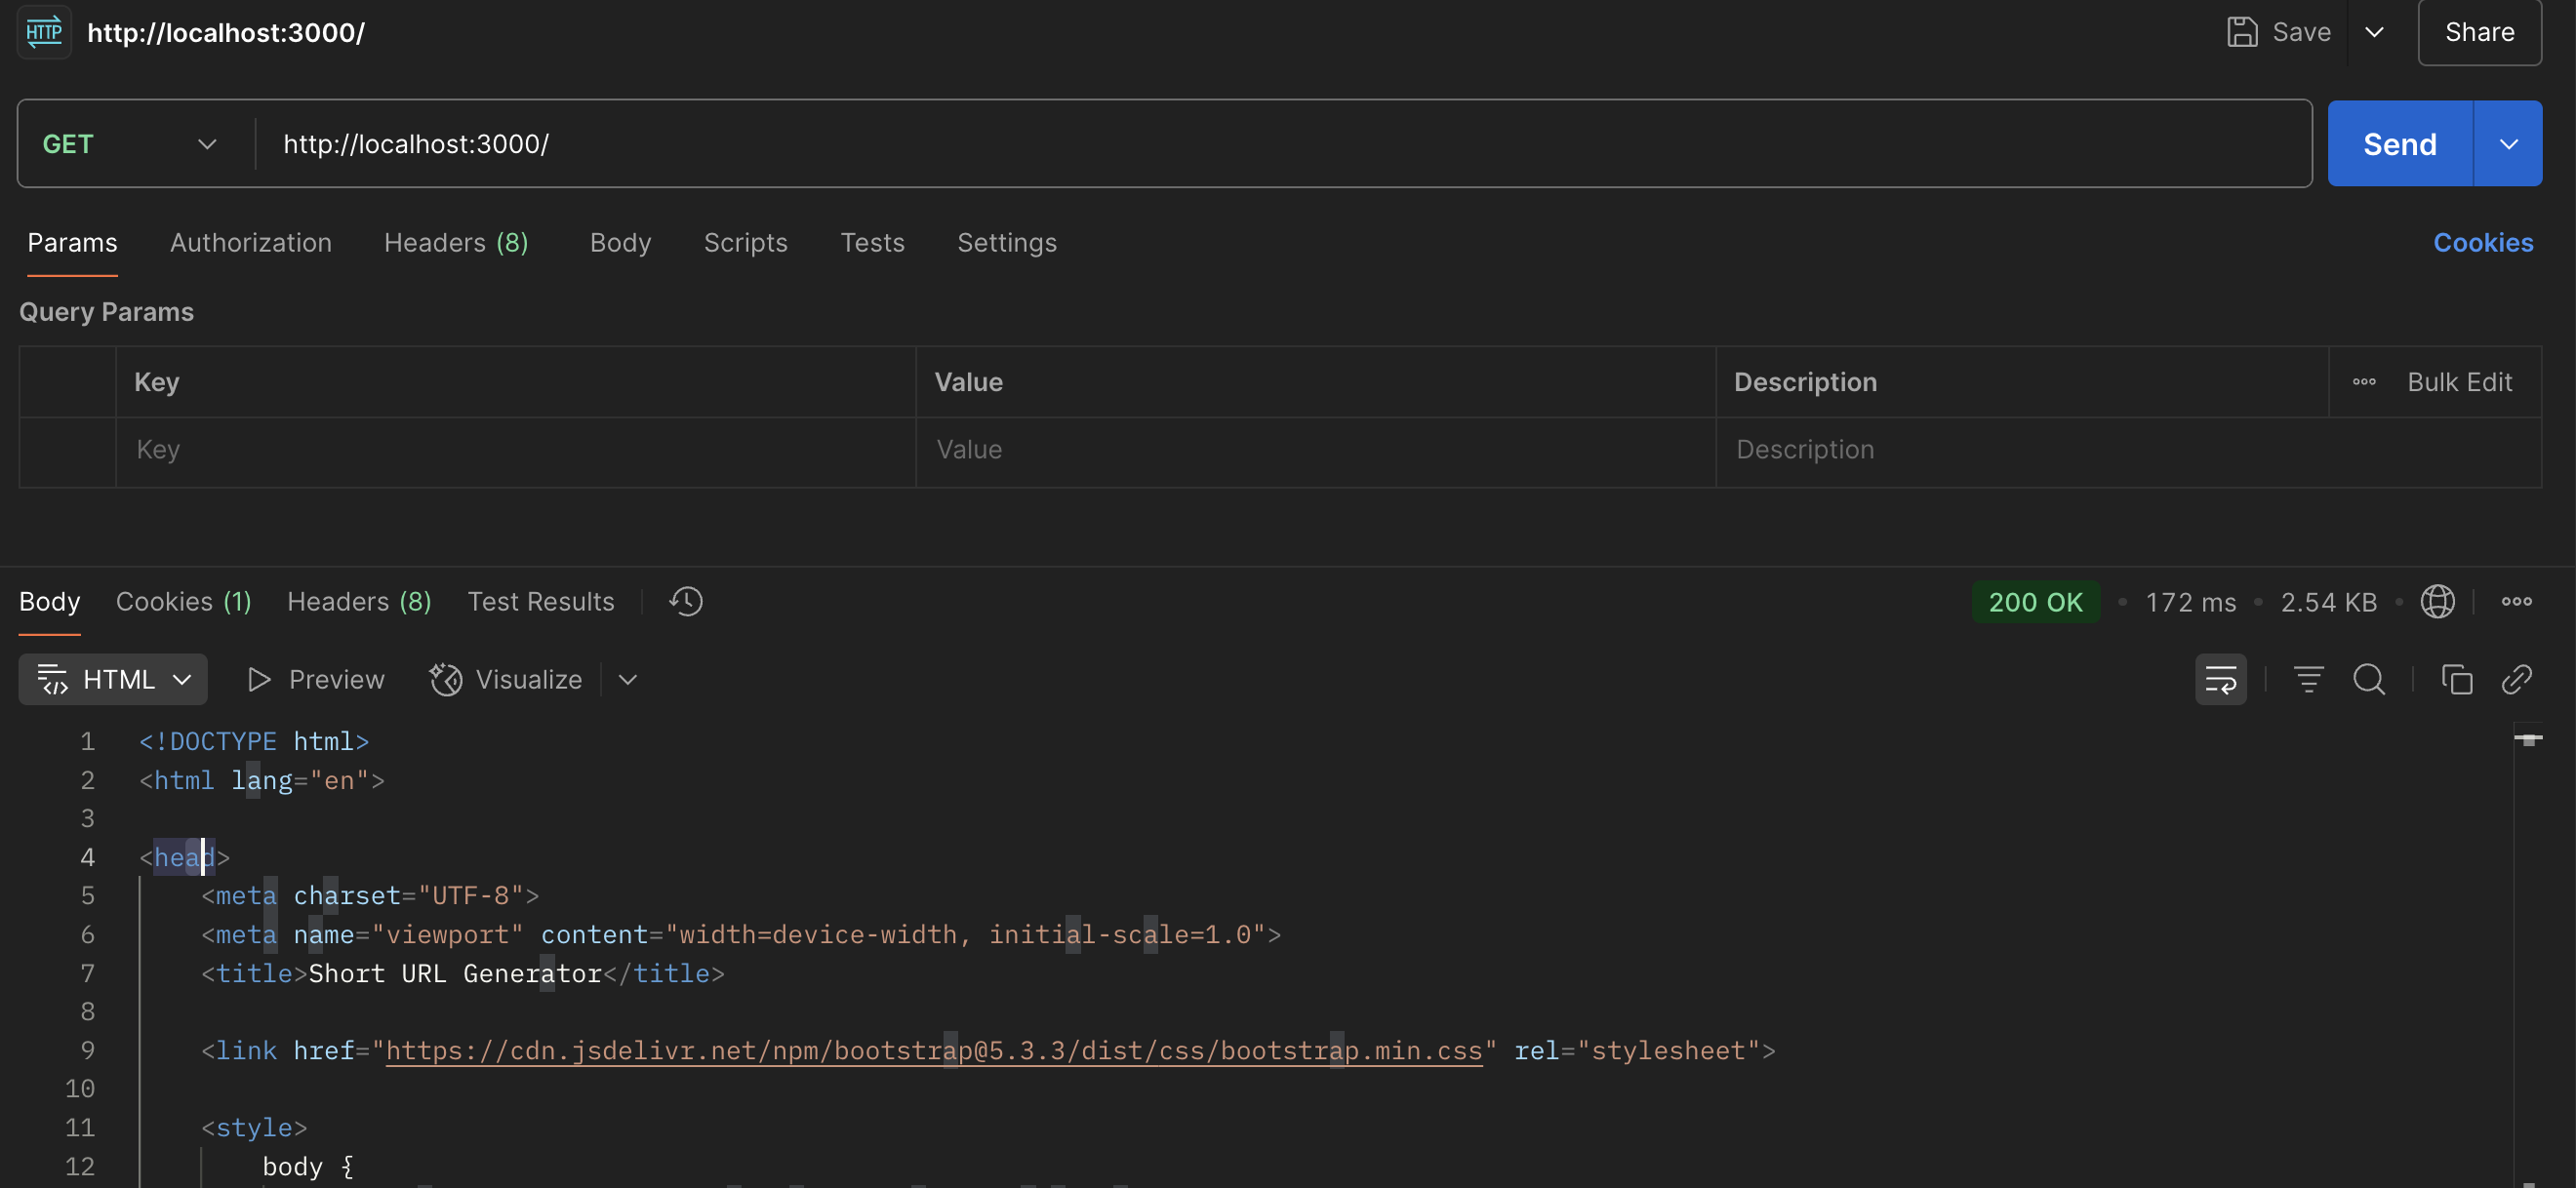 HTTP http://localhost:3000/ Save Share
GET http://localhost:3000/ Send
Params Authorization Headers (8) Body Scripts Tests Settings Cookies
Query Params
Key Value Description Bulk Edit
Key Value Description
Body Cookies (1) Headers (8) Test Results 200 OK 172 ms 2.54 KB
HTML Preview Visualize
1 <!DOCTYPE html>
2 <html lang="en">
3
4 <head>
5 <meta charset="UTF-8">
6 <meta name="viewport" content="width=device-width, initial-scale=1.0">
7 <title>Short URL Generator</title>
8
9 <link href="https://cdn.jsdelivr.net/npm/bootstrap@5.3.3/dist/css/bootstrap.min.css" rel="stylesheet">
10
11 <style>
12 body {